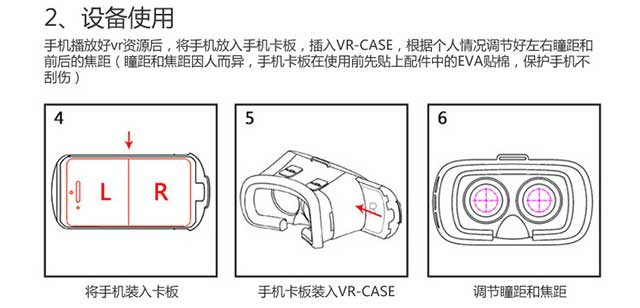 2、设备使用
手机播放好vr资源后，将手机放入手机卡板，插入VR-CASE，根据个人情况调节好左右瞳距和
前后的焦距（瞳距和焦距因人而异，手机卡板在使用前先贴上配件中的EVA贴棉，保护手机不
刮伤）
4
5
6
L R
R
将手机装入卡板
手机卡板装入VR-CASE
调节瞳距和焦距